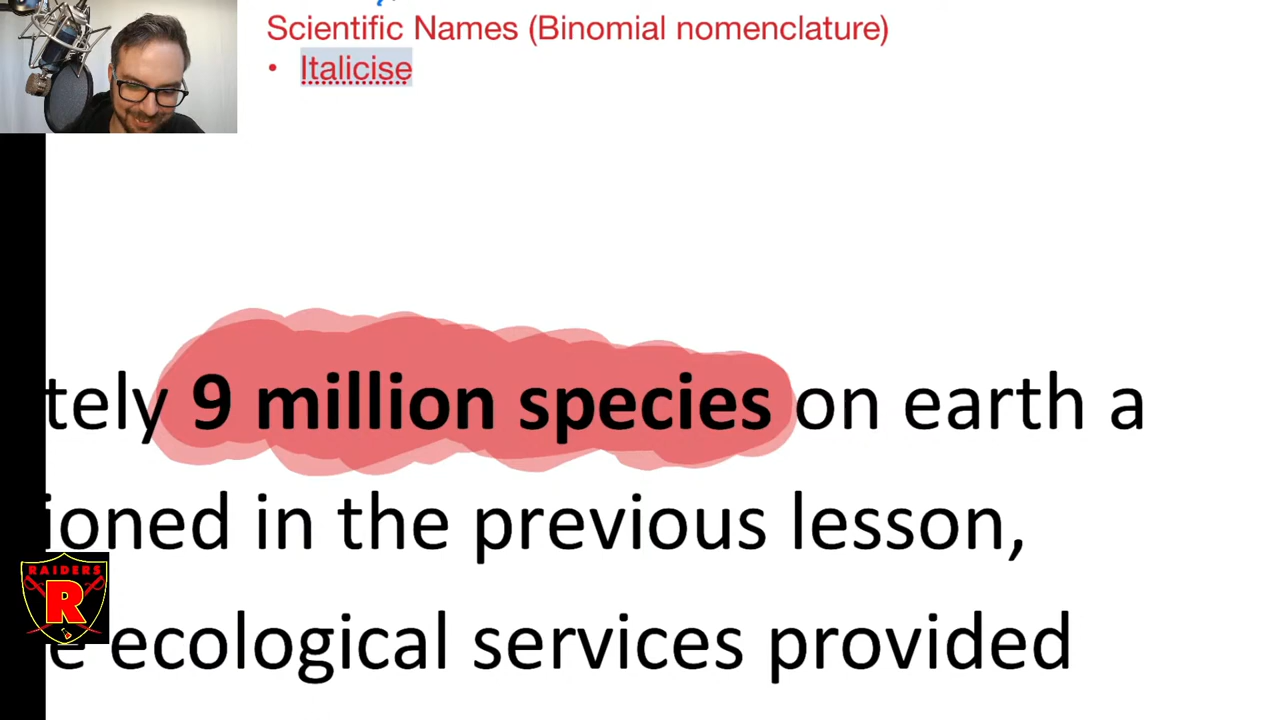 Scientific Names (Binomial nomenclature)
• Italicise
tely 9 million species on earth a
ioned in the previous lesson,
e ecological services provided
RAIDERS
R